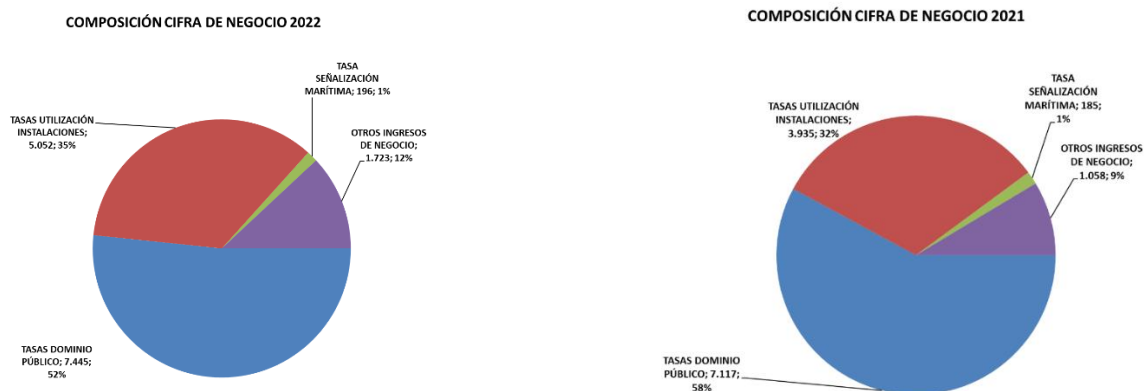 COMPOSICIÓN CIFRA DE NEGOCIO 2022
TASA
SEÑALIZACIÓN
MARÍTIMA; 196; 1%
TASAS UTILIZACIÓN
INSTALACIONES;
5.052; 35%
OTROS INGRESOS
DE NEGOCIO;
1.723; 12%
TASAS DOMINIO
PÚBLICO; 7.445;
52%
COMPOSICIÓN CIFRA DE NEGOCIO 2021
TASA
SEÑALIZACIÓN
MARÍTIMA; 185;
1%
TASAS UTILIZACIÓN
INSTALACIONES;
3.935; 32%
OTROS INGRESOS
DE NEGOCIO;
1.058; 9%
TASAS DOMINIO
PÚBLICO; 7.117;
58%